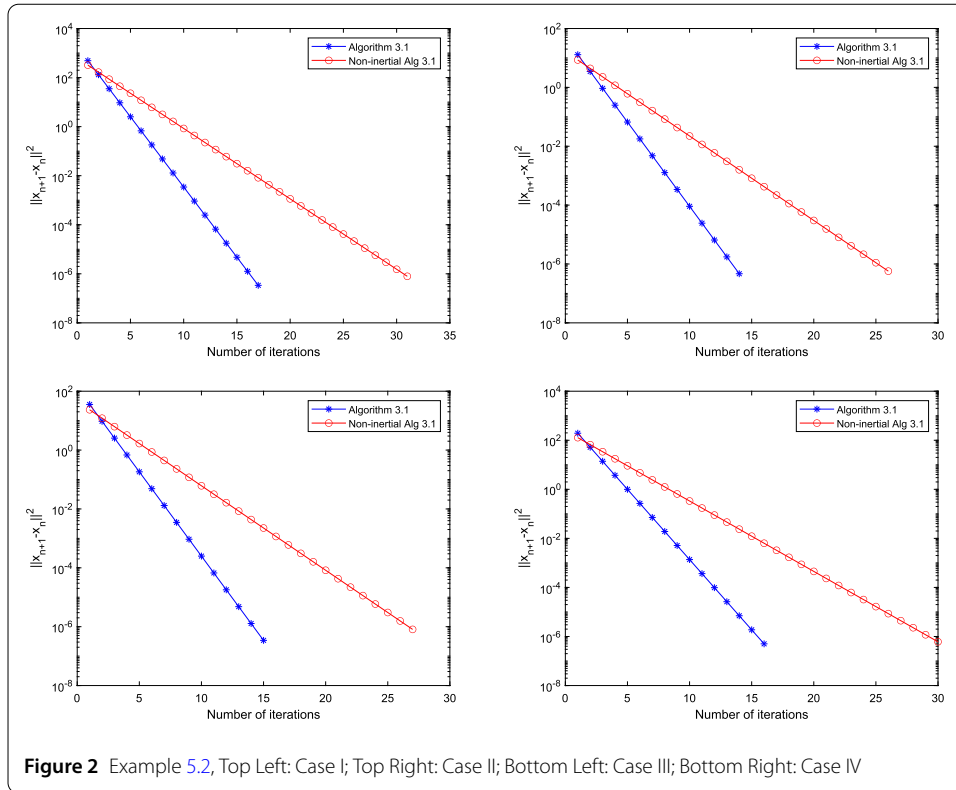 10^4
10^2
10^0
10^-2
10^-4
10^-6
10^-8
||x_{n+1}-x_n||^2
0 5 10 15 20 25 30 35
Number of iterations
Algorithm 3.1
Non-inertial Alg 3.1
10^2
10^0
10^-2
10^-4
10^-6
10^-8
||x_{n+1}-x_n||^2
0 5 10 15 20 25 30
Number of iterations
Algorithm 3.1
Non-inertial Alg 3.1
10^2
10^0
10^-2
10^-4
10^-6
10^-8
||x_{n+1}-x_n||^2
0 5 10 15 20 25 30
Number of iterations
Algorithm 3.1
Non-inertial Alg 3.1
10^4
10^2
10^0
10^-2
10^-4
10^-6
10^-8
||x_{n+1}-x_n||^2
0 5 10 15 20 25 30
Number of iterations
Algorithm 3.1
Non-inertial Alg 3.1
Figure 2 Example 5.2, Top Left: Case I; Top Right: Case II; Bottom Left: Case III; Bottom Right: Case IV